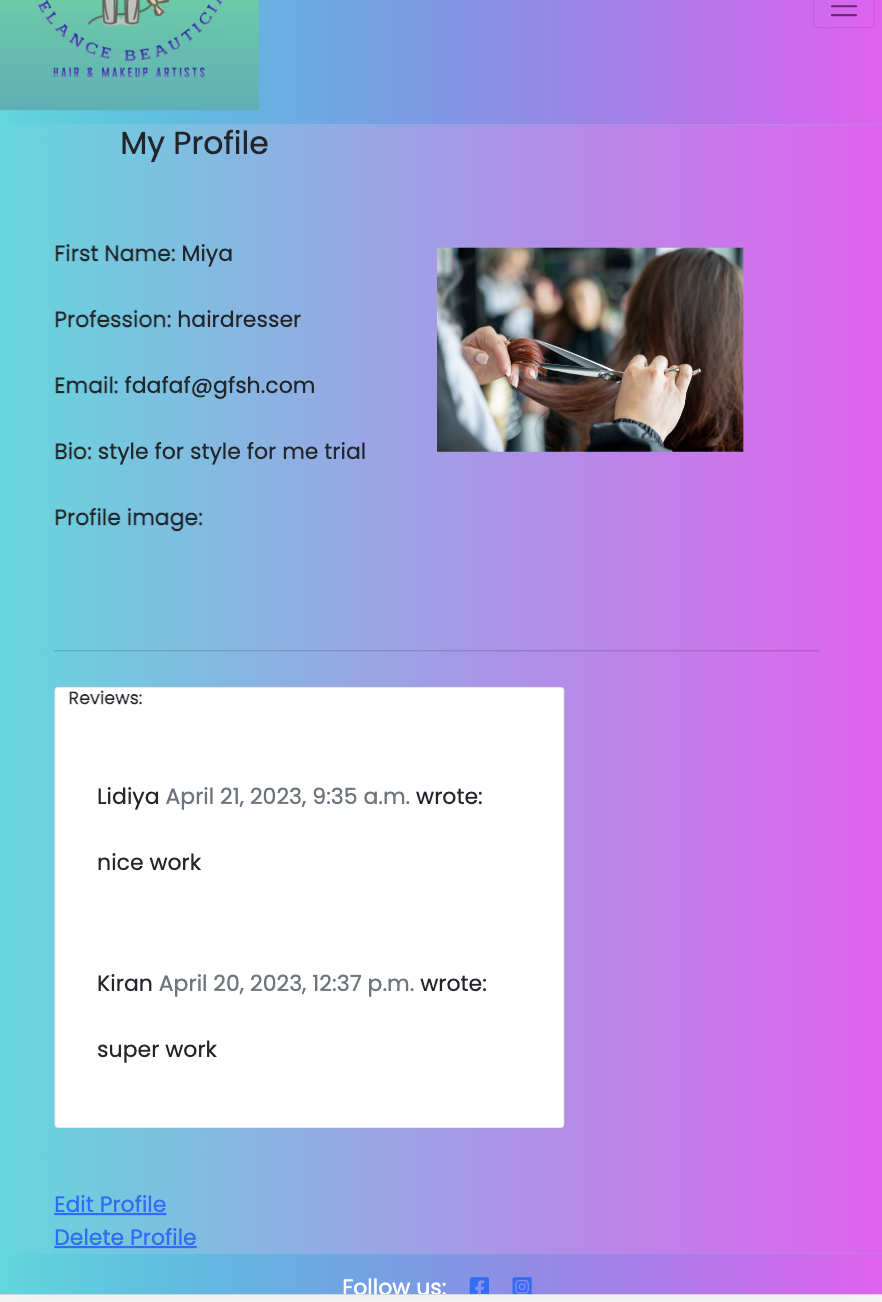 BEAUTICI
HAIR & MAKEUP ARTISTS
My Profile
First Name: Miya
Profession: hairdresser
Email: fdafaf@gfsh.com
Bio: style for style for me trial
Profile image:
Reviews:
Lidiya April 21, 2023, 9:35 a.m. wrote:
nice work
Kiran April 20, 2023, 12:37 p.m. wrote:
super work
Edit Profile
Delete Profile
Follow us: